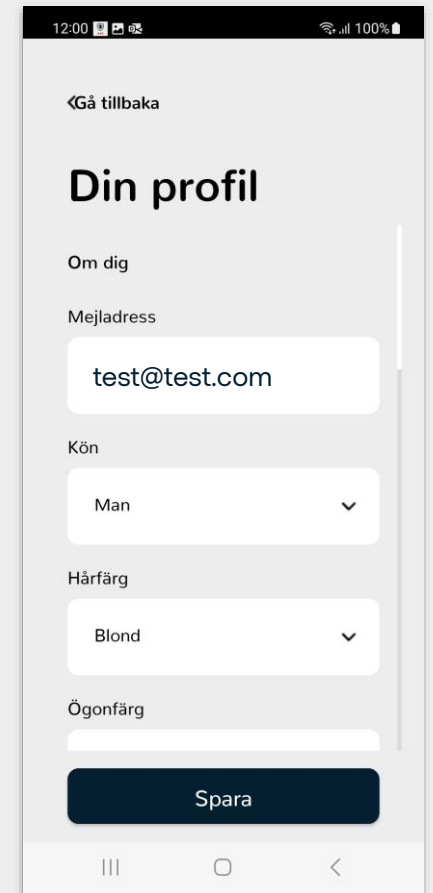 12:00
100%
Gå tillbaka
Din profil
Om dig
Mejladress
test@test.com
Kön
Man
Hårfärg
Blond
Ögonfärg
Spara